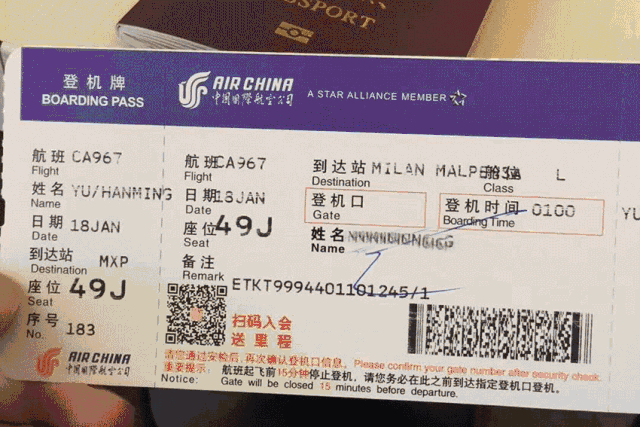 SSPORT
登机牌
BOARDING PASS
AIR CHINA
中国国际航空公司
A STAR ALLIANCE MEMBER
航班 CA967
Flight
姓名 YU/HANMING
Name
日期 18JAN
Date
到达站 MXP
Destination
座位 49J
Seat
序号 183
No.
AIR CHINA
中国国际航空公司
航班 CA967
Flight
日期 18JAN
Date
座位 49J
Seat
备注
Remark
ETKT9994401101245/1
到达站 MILAN
Destination
舱位 L
Class
登机口
Gate
登机时间 0100
Boarding Time
姓名
Name
YU
扫码入会
送里程
请您通过安检后,再次确认登机口信息。Please confirm your gate number after security check.
重要提示: 航班起飞前15分钟停止登机,请您务必在此之前到达指定登机口登机。
Notice: Gate will be closed 15 minutes before departure.